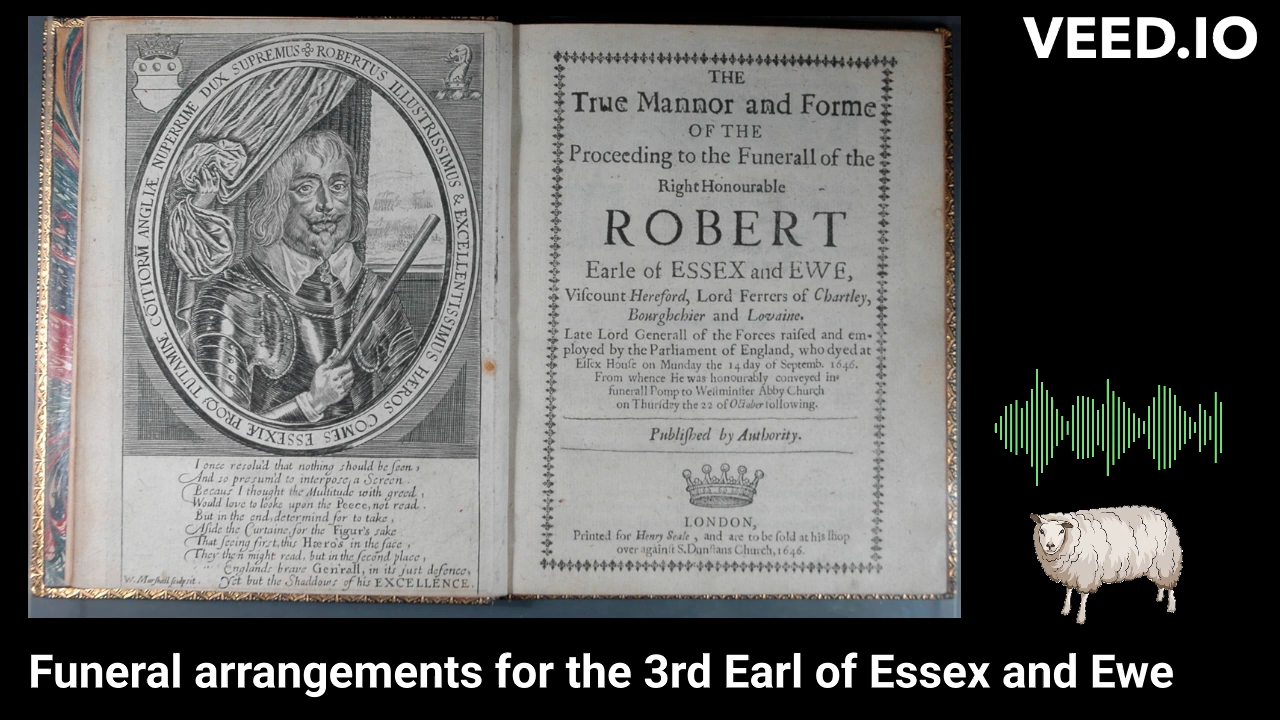 VEED.IO
ROBERTUS ILLUSTRISSIMUS & EXCELLENTISSIMUS HÆROS COMES ESSEXIÆ PROQ, TUTAMINE COITIORM ANGLIÆ NUPERRIME DUX SUPREMUS
I once resolu'd that nothing should be seen,
And so presum'd to interpose a Screen.
Becaus I thought the Multitude with greed,
Would love to looke upon the Peece, not read.
But in the end, determind for to take,
Aside the Curtaine, for the Figur's sake
That seeing first, this Hæro's in the face,
They then might read, but in the second place,
Englands brave Gen'rall, in its just defence,
Yet but the Shaddows of his EXCELLENCE.
W. Marshall sculpsit.
THE
True Mannor and Forme
OF THE
Proceeding to the Funerall of the
Right Honourable
ROBERT
Earle of ESSEX and EWE,
Viſcount Hereford, Lord Ferrers of Chartley,
Bourghchier and Lovaine.
Late Lord Generall of the Forces raiſed and em-
ployed by the Parliament of England, who dyed at
Eſſex Houſe on Munday the 14 day of Septemb. 1646.
From whence He was honourably conveyed in
funerall Pomp to Weſtminſter Abby Church
on Thurſdey the 22 of October following.
Publiſhed by Authority.
LONDON,
Printed for Henry Seale, and are to be ſold at his ſhop
over againſt S. Dunſtans Church, 1646.
Funeral arrangements for the 3rd Earl of Essex and Ewe